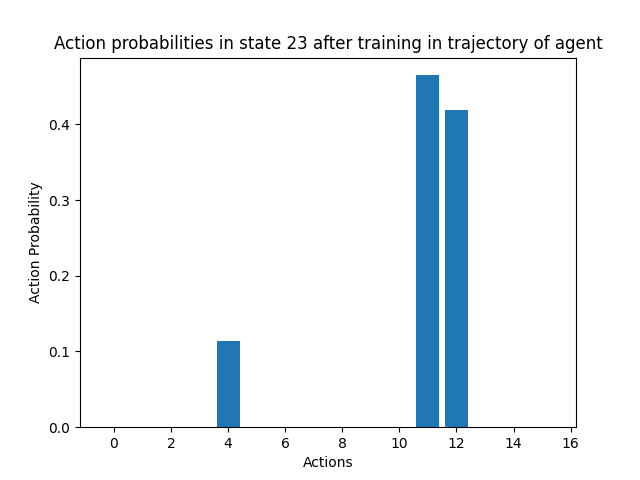 Action probabilities in state 23 after training in trajectory of agent
0.4
0.3
0.2
0.1
0.0
Action Probability
0 2 4 6 8 10 12 14 16
Actions